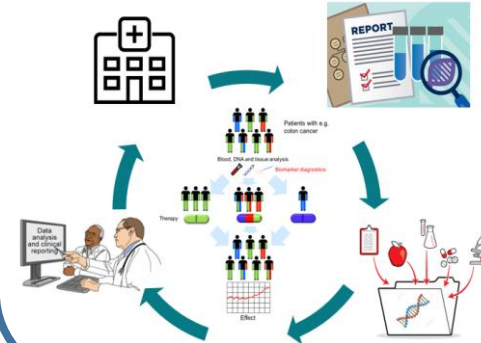 REPORT
Patients with e.g.
colon cancer
Blood, DNA and tissue analysis
Biomarker diagnostics
Therapy
Effect
Data
analysis
and clinical
reporting